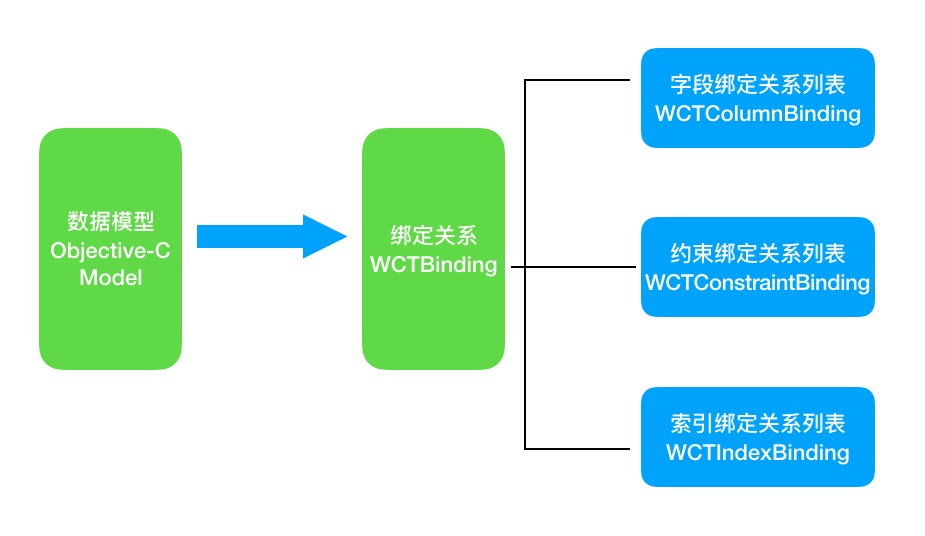 数据模型
Objective-C
Model
绑定关系
WCTBinding
字段绑定关系列表
WCTColumnBinding
约束绑定关系列表
WCTConstraintBinding
索引绑定关系列表
WCTIndexBinding